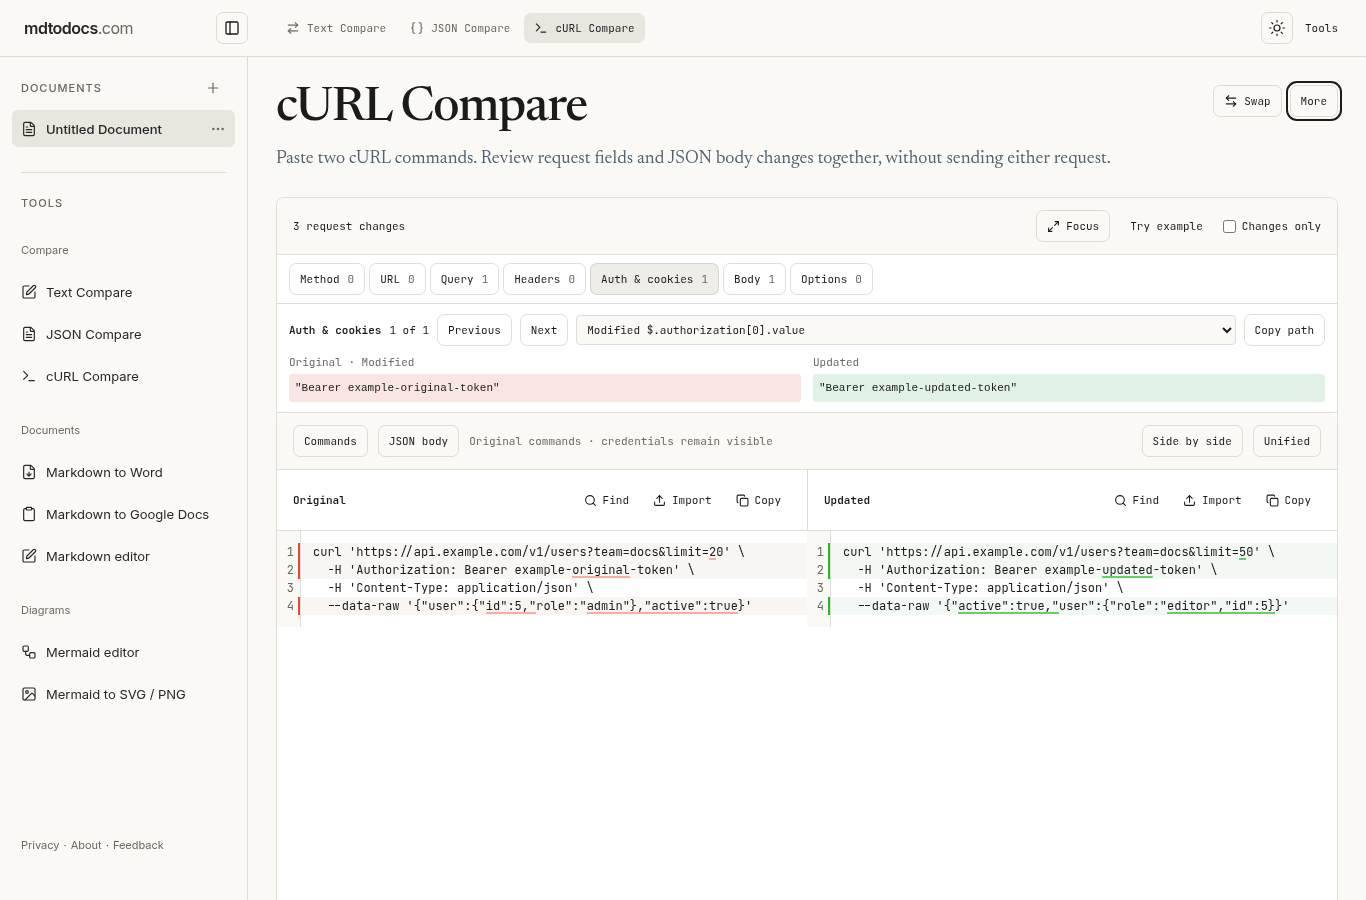 mdtodocs.com
Text Compare
JSON Compare
cURL Compare
Tools
DOCUMENTS
Untitled Document
TOOLS
Compare
Text Compare
JSON Compare
cURL Compare
Documents
Markdown to Word
Markdown to Google Docs
Markdown editor
Diagrams
Mermaid editor
Mermaid to SVG / PNG
Privacy · About · Feedback
cURL Compare
Swap
More
Paste two cURL commands. Review request fields and JSON body changes together, without sending either request.
3 request changes
Focus
Try example
Changes only
Method 0
URL 0
Query 1
Headers 0
Auth & cookies 1
Body 1
Options 0
Auth & cookies 1 of 1
Previous
Next
Modified $.authorization[0].value
Copy path
Original · Modified
"Bearer example-original-token"
Updated
"Bearer example-updated-token"
Commands
JSON body
Original commands · credentials remain visible
Side by side
Unified
Original
Find
Import
Copy
1 curl 'https://api.example.com/v1/users?team=docs&limit=20' \
2 -H 'Authorization: Bearer example-original-token' \
3 -H 'Content-Type: application/json' \
4 --data-raw '{"user":{"id":5,"role":"admin"},"active":true}'
Updated
Find
Import
Copy
1 curl 'https://api.example.com/v1/users?team=docs&limit=50' \
2 -H 'Authorization: Bearer example-updated-token' \
3 -H 'Content-Type: application/json' \
4 --data-raw '{"active":true,"user":{"role":"editor","id":5}}'